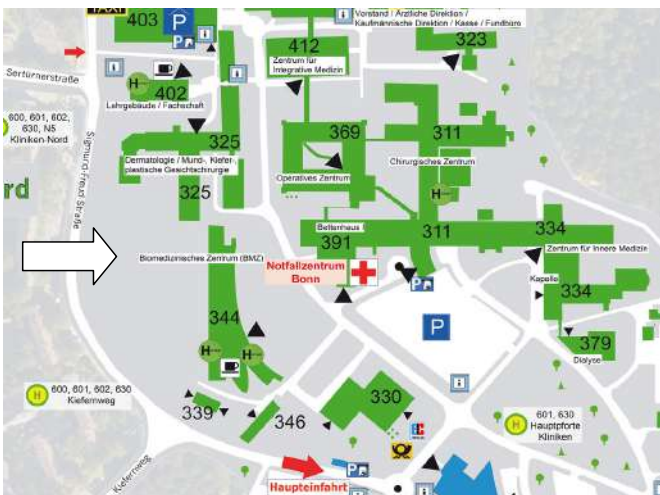 TAXI
403
P
P
i
Vorstand / Ärztliche Direktion /
Kaufmännische Direktion / Kasse / Fundbüro
323
412
Zentrum für
Integrative Medizin
Sertürnerstraße
i
i
i
H
402
Lehrgebäude / Fachschaft
H
600, 601, 602,
630, N5
Kliniken-Nord
rd
Sigmund-Freud Straße
325
Dermatologie / Mund-, Kiefer-,
plastische Gesichtschirurgie
325
369
Operatives Zentrum
311
Chirurgisches Zentrum
H
Bettenhaus I
391
311
334
Zentrum für Innere Medizin
Biomedizinisches Zentrum (BMZ)
Notfallzentrum
Bonn
P
Kapelle
334
344
P
379
Dialyse
H
H
i
H
600, 601, 602, 630
Kiefernweg
339
346
330
EC
H
601, 630
Hauptpforte
Kliniken
Kiefernweg
P
Haupteinfahrt
i
i